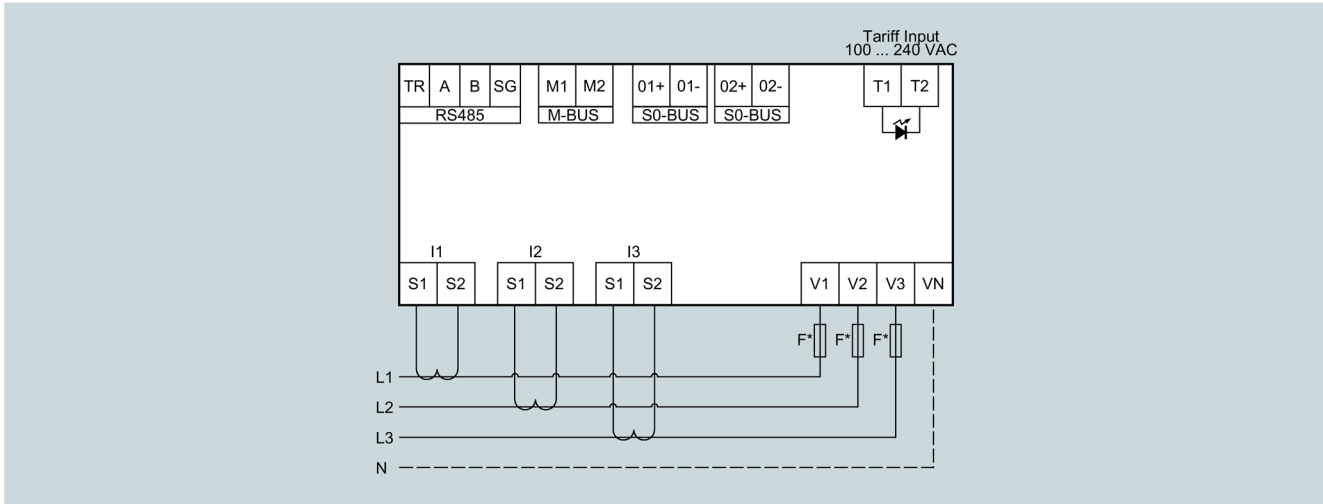 Tariff Input
100 ... 240 VAC
TR A B SG M1 M2 01+ 01- 02+ 02- T1 T2
RS485 M-BUS S0-BUS S0-BUS
I1 I2 I3
S1 S2 S1 S2 S1 S2 V1 V2 V3 VN
F* F* F*
L1
L2
L3
N